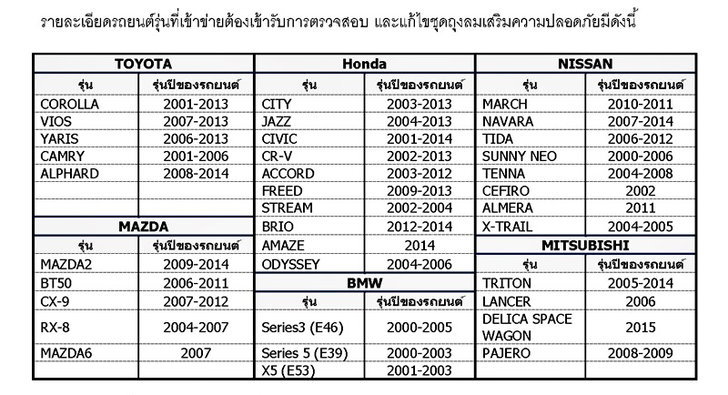 รายละเอียดรถยนต์รุ่นที่เข้าข่ายต้องเข้ารับการตรวจสอบ และแก้ไขชุดถุงลมเสริมความปลอดภัยมีดังนี้
TOYOTA
รุ่น รุ่นปีของรถยนต์
COROLLA 2001-2013
VIOS 2007-2013
YARIS 2006-2013
CAMRY 2001-2006
ALPHARD 2008-2014
MAZDA
รุ่น รุ่นปีของรถยนต์
MAZDA2 2009-2014
BT50 2006-2011
CX-9 2007-2012
RX-8 2004-2007
MAZDA6 2007
Honda
รุ่น รุ่นปีของรถยนต์
CITY 2003-2013
JAZZ 2004-2013
CIVIC 2001-2014
CR-V 2002-2013
ACCORD 2003-2012
FREED 2009-2013
STREAM 2002-2004
BRIO 2012-2014
AMAZE 2014
ODYSSEY 2004-2006
BMW
รุ่น รุ่นปีของรถยนต์
Series3 (E46) 2000-2005
Series 5 (E39) 2000-2003
X5 (E53) 2001-2003
NISSAN
รุ่น รุ่นปีของรถยนต์
MARCH 2010-2011
NAVARA 2007-2014
TIDA 2006-2012
SUNNY NEO 2000-2006
TENNA 2004-2008
CEFIRO 2002
ALMERA 2011
X-TRAIL 2004-2005
MITSUBISHI
รุ่น รุ่นปีของรถยนต์
TRITON 2005-2014
LANCER 2006
DELICA SPACE
WAGON 2015
PAJERO 2008-2009